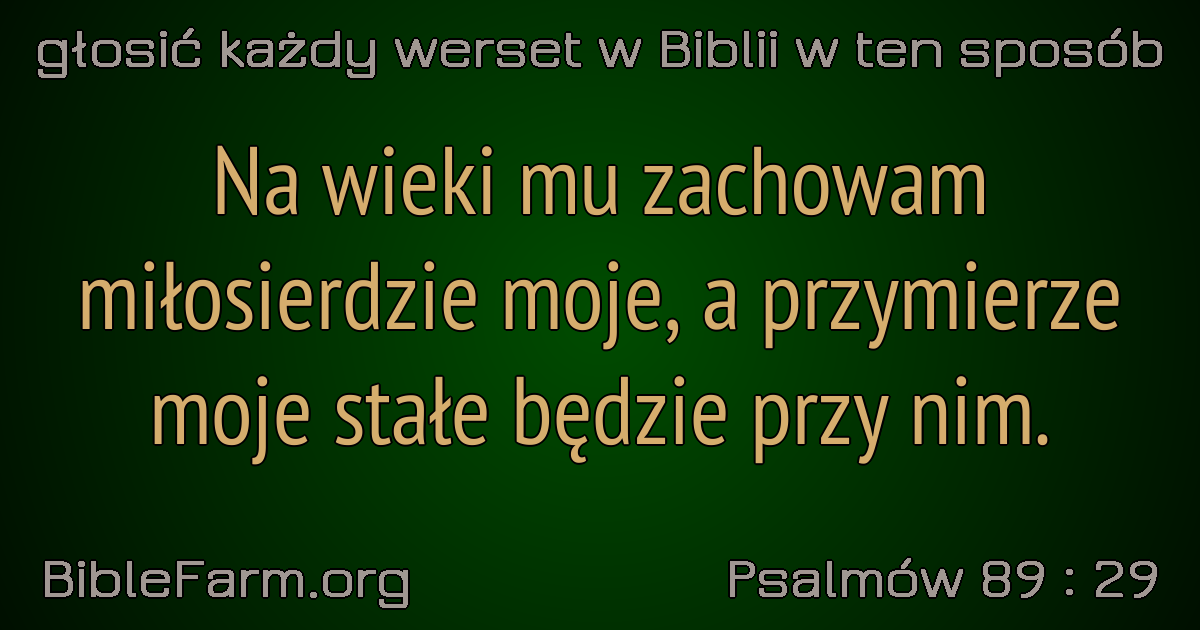 głosić każdy werset w Biblii w ten sposób
Na wieki mu zachowam
miłosierdzie moje, a przymierze
moje stałe będzie przy nim.
BibleFarm.org
Psalmów 89 : 29